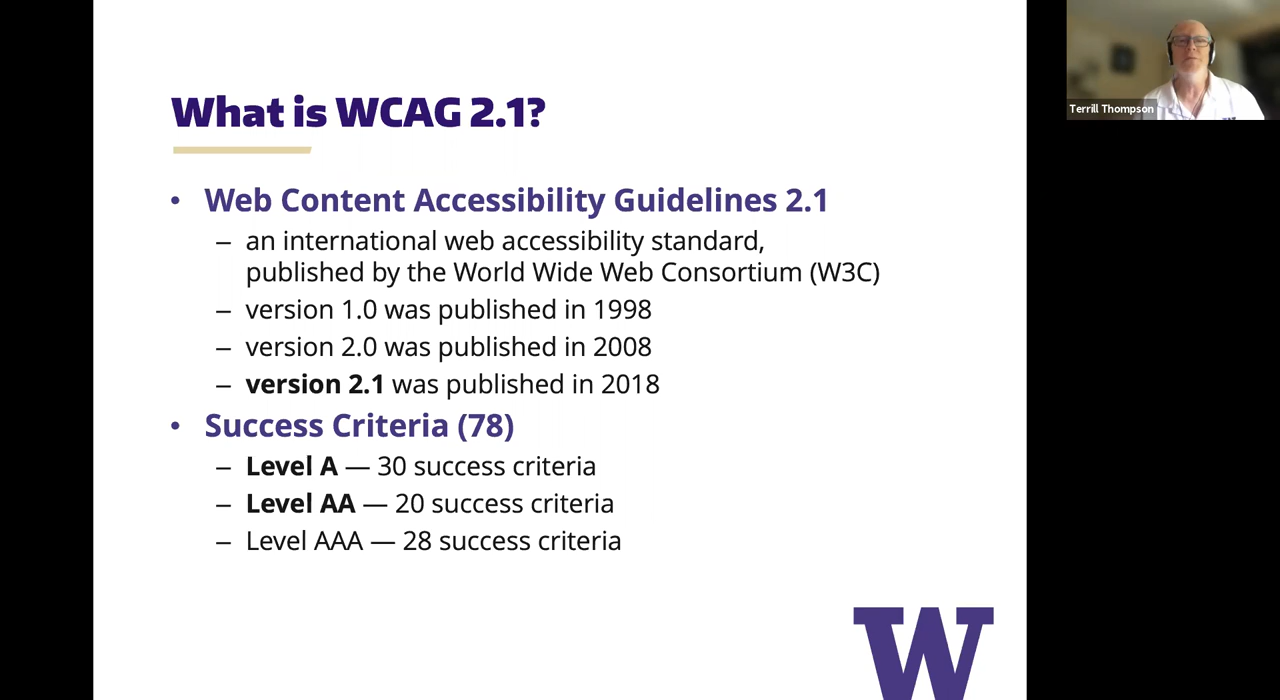 What is WCAG 2.1?
• Web Content Accessibility Guidelines 2.1
– an international web accessibility standard,
published by the World Wide Web Consortium (W3C)
– version 1.0 was published in 1998
– version 2.0 was published in 2008
– version 2.1 was published in 2018
• Success Criteria (78)
– Level A — 30 success criteria
– Level AA — 20 success criteria
– Level AAA — 28 success criteria
W
Terrill Thompson